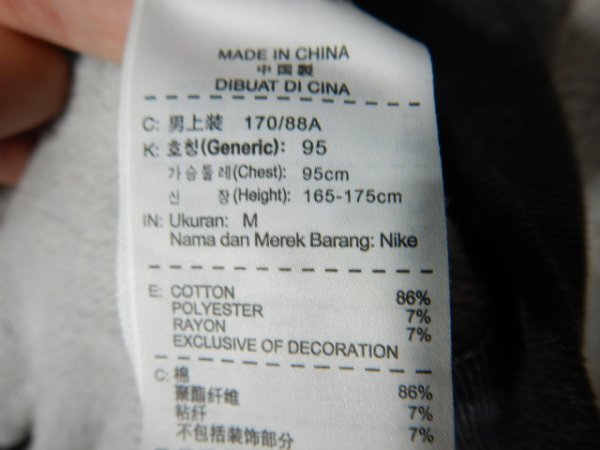 MADE IN CHINA
中国製
DIBUAT DI CINA
C: 男上装 170/88A
K: 호칭(Generic): 95
가슴둘레(Chest): 95cm
신 장(Height): 165-175cm
IN: Ukuran: M
Nama dan Merek Barang: Nike
E: COTTON 86%
POLYESTER 7%
RAYON 7%
EXCLUSIVE OF DECORATION
C: 棉 86%
聚酯纤维 7%
粘纤 7%
不包括装饰部分